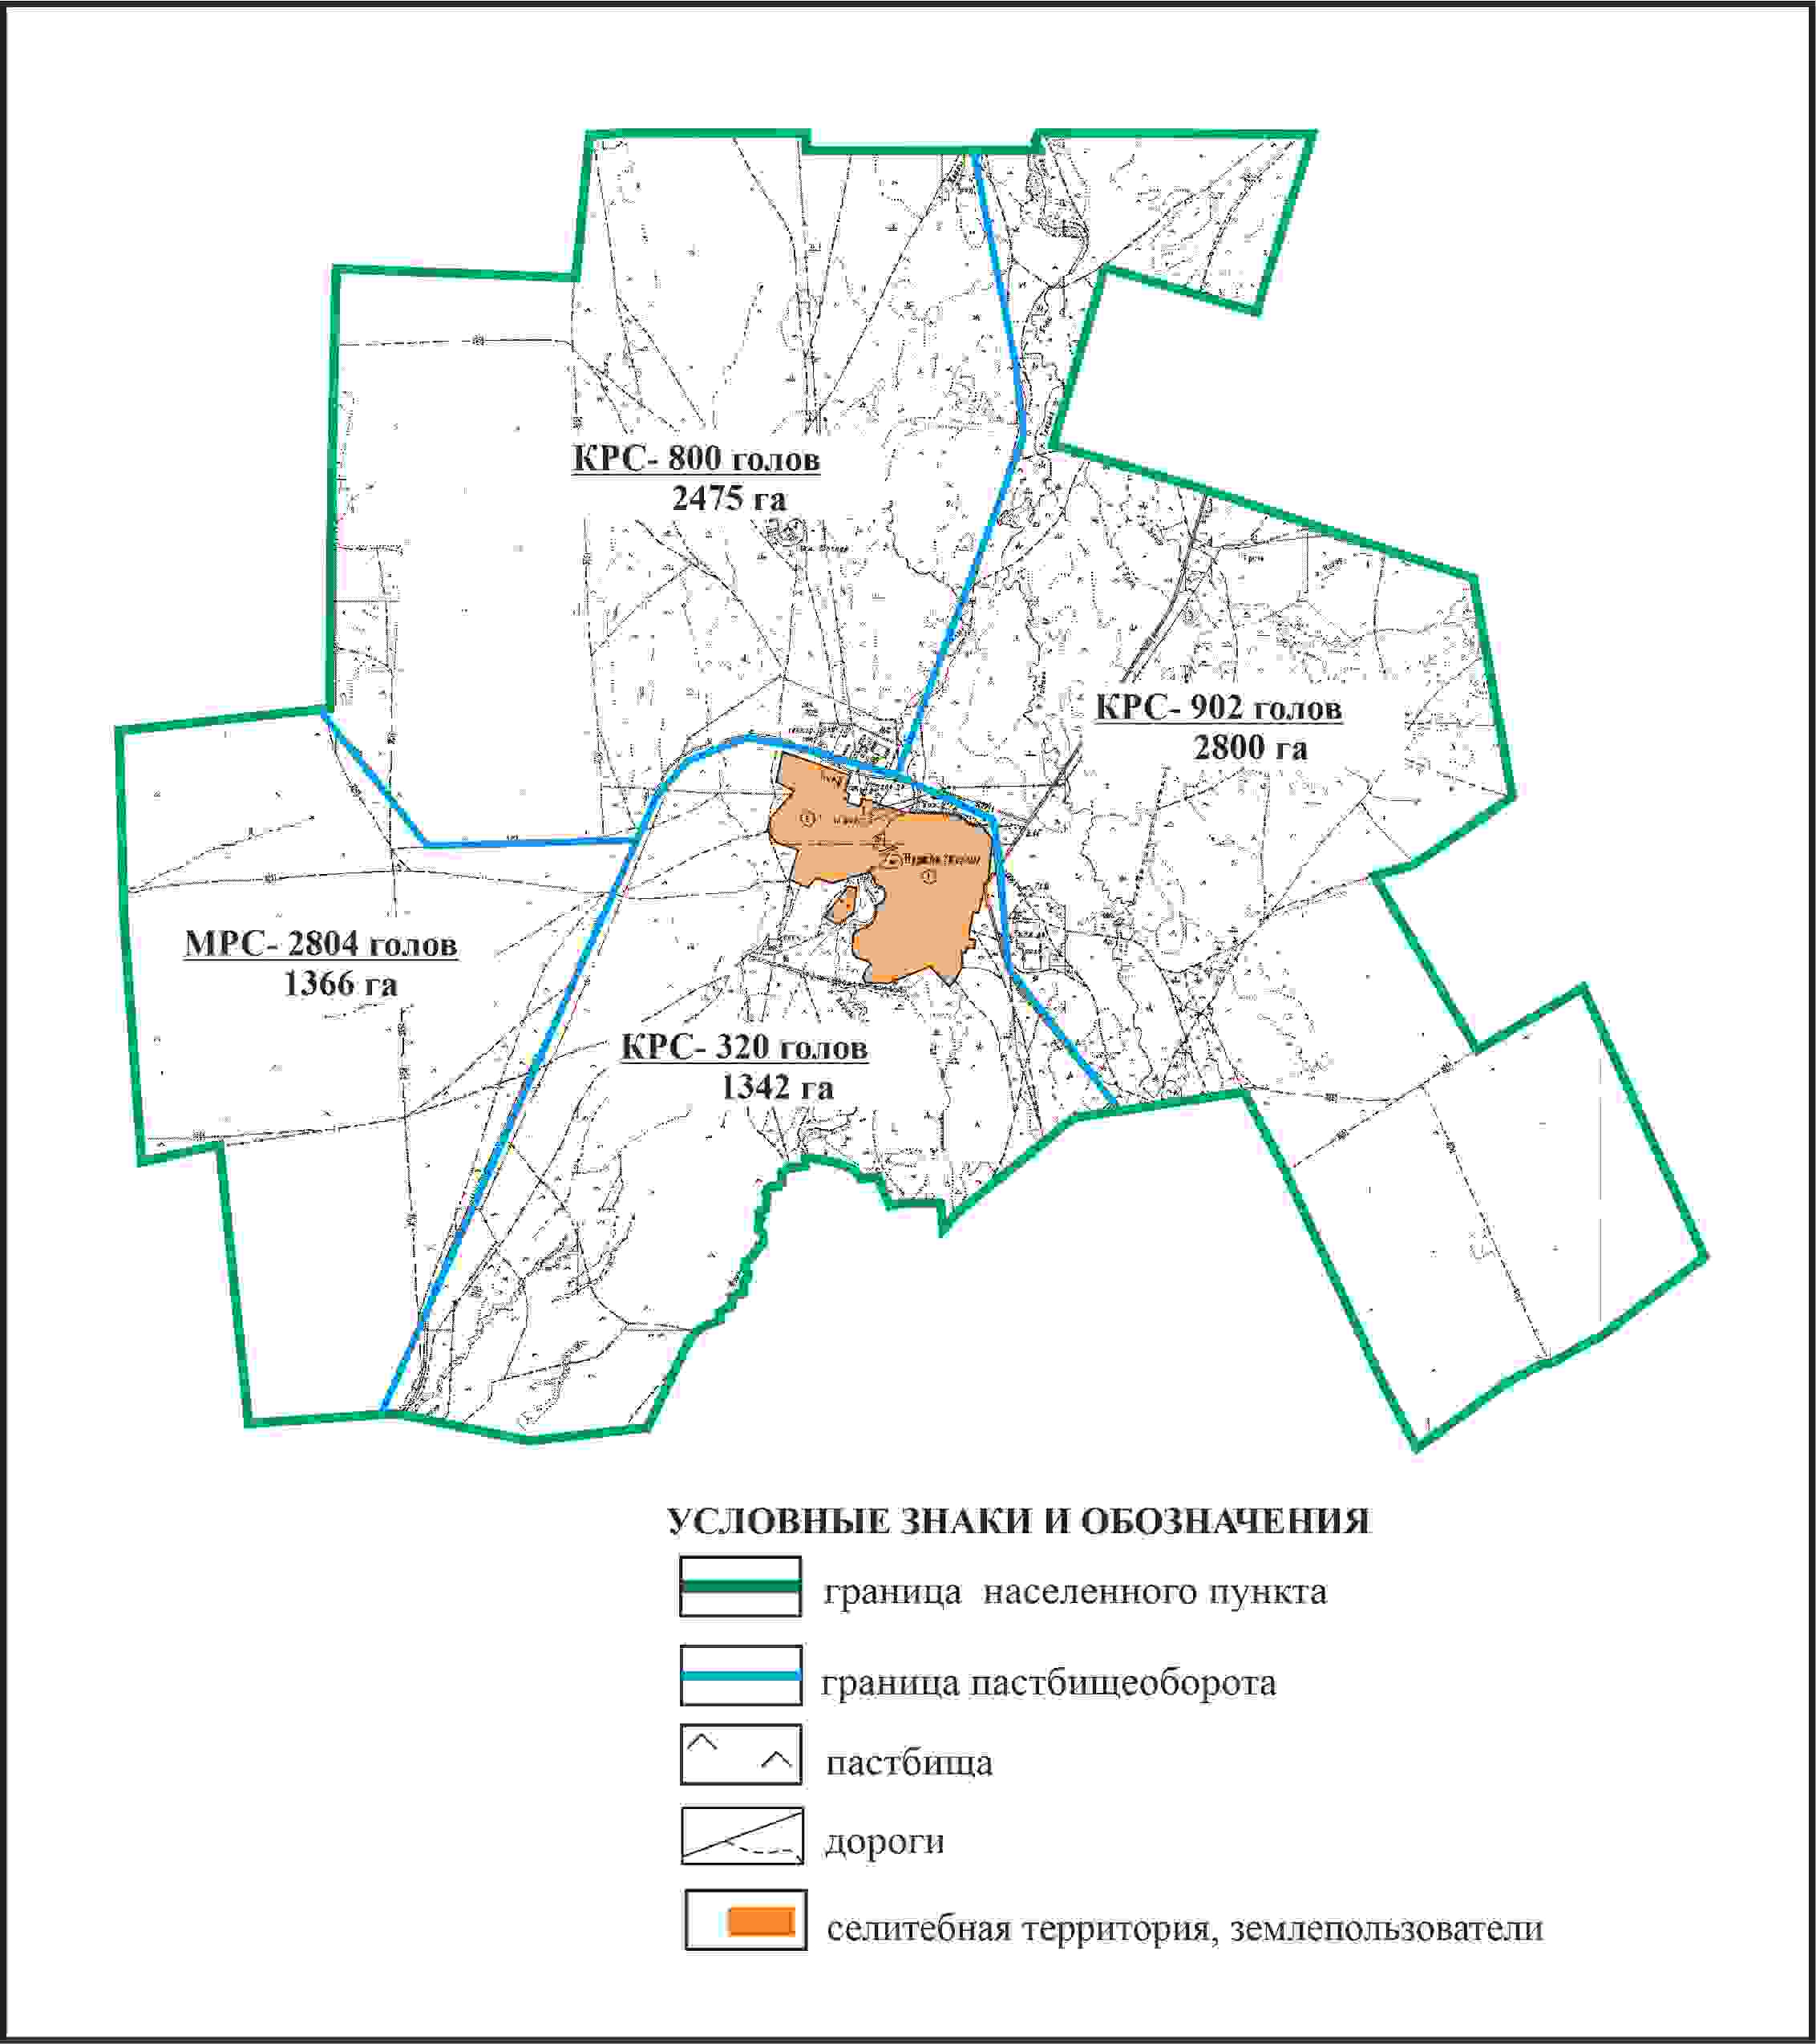 КРС- 800 голов
2475 га
КРС- 902 голов
2800 га
МРС- 2804 голов
1366 га
КРС- 320 голов
1342 га
УСЛОВНЫЕ ЗНАКИ И ОБОЗНАЧЕНИЯ
граница населенного пункта
граница пастбищеоборота
пастбища
дороги
селитебная территория, землепользователи